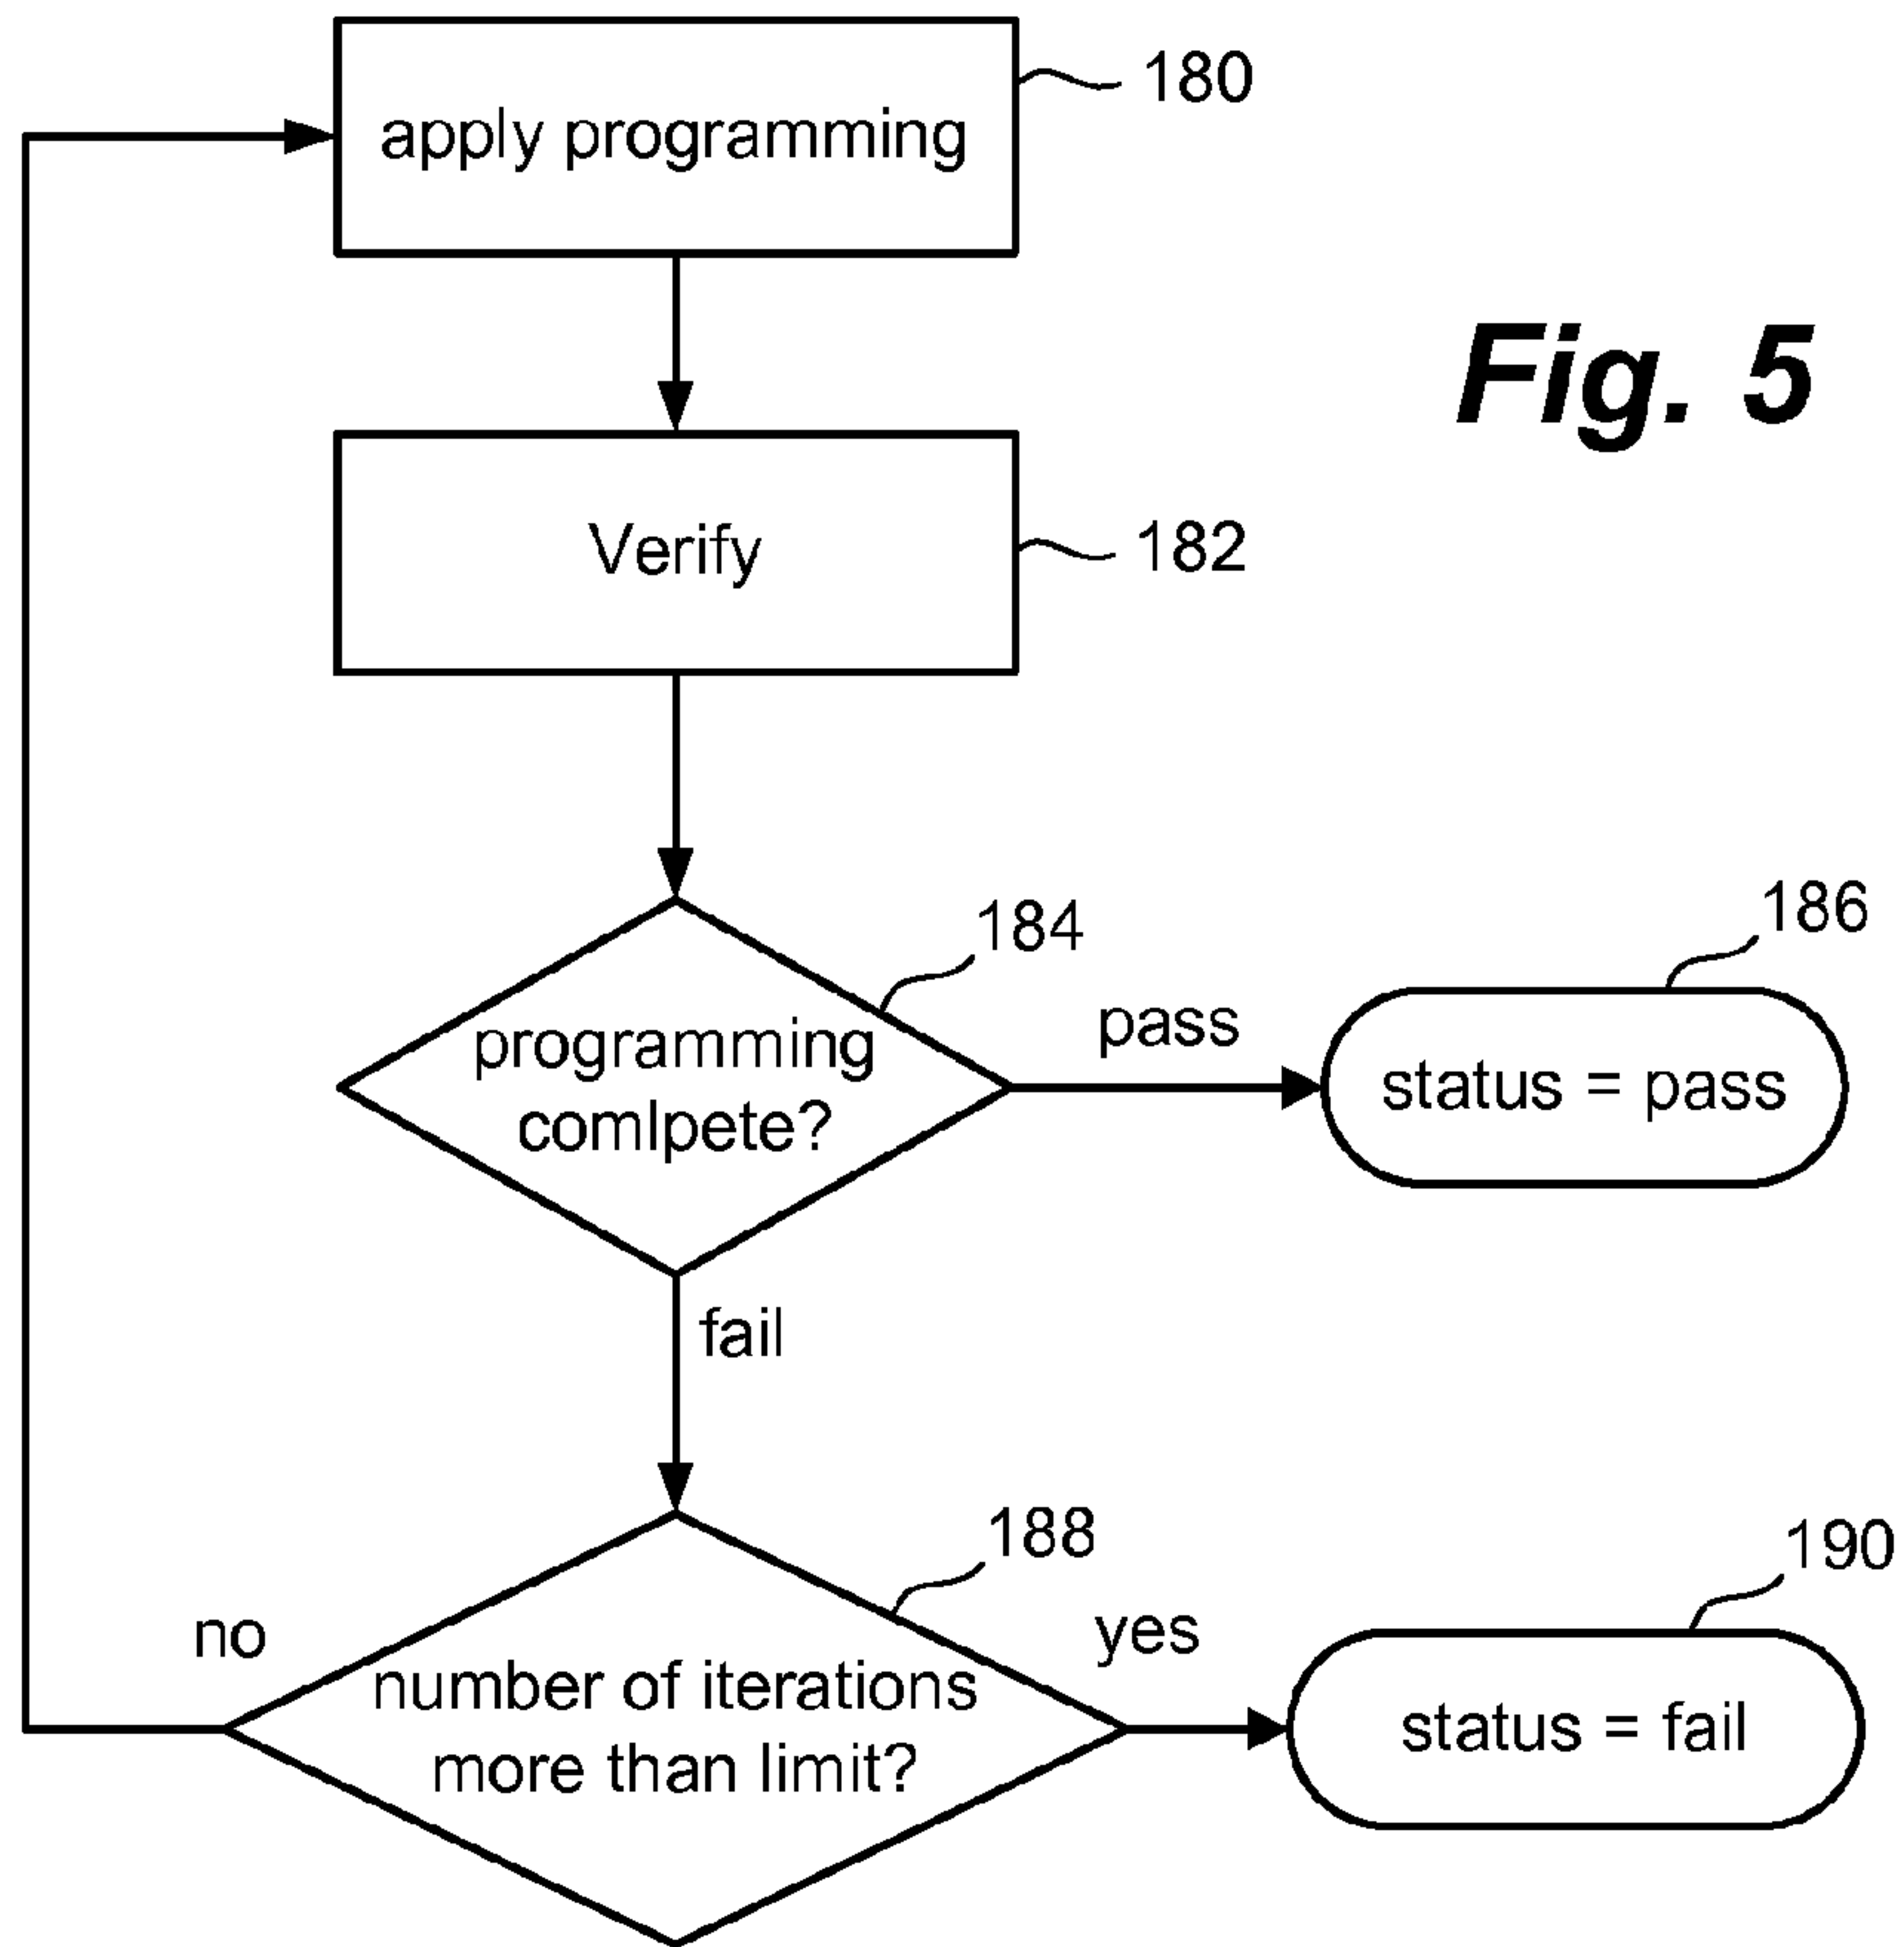 180
apply programming
Fig. 5
Verify
182
184
programming
comlpete?
pass
186
status = pass
fail
188
number of iterations
more than limit?
no
yes
190
status = fail